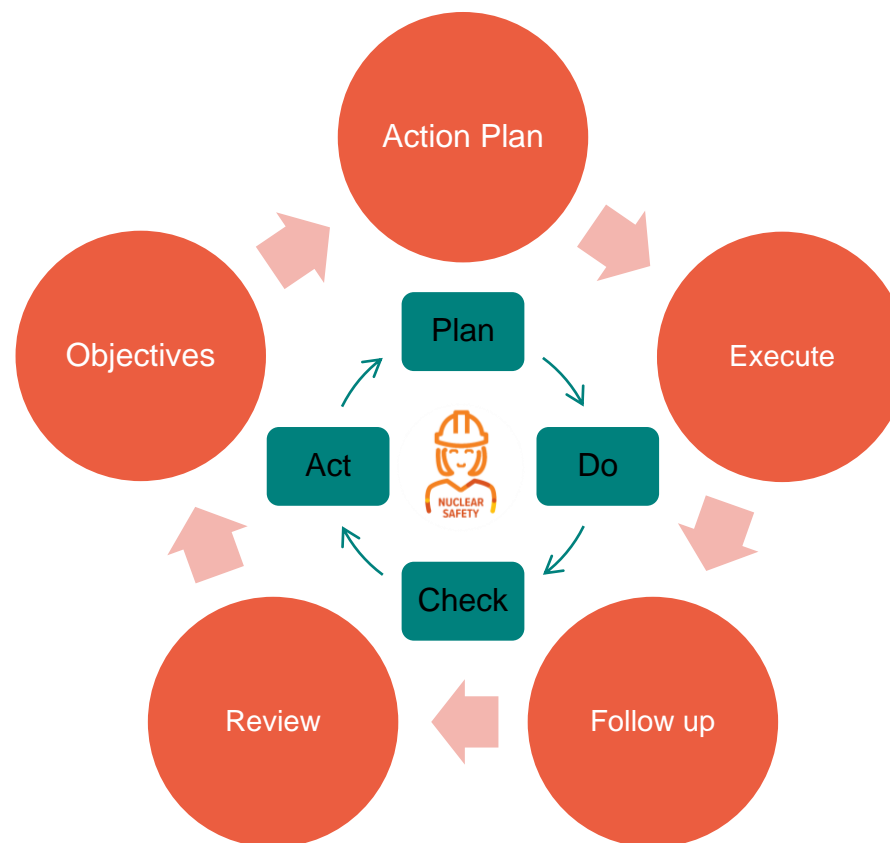 Action Plan
Objectives
Execute
Plan
Act
Do
NUCLEAR
SAFETY
Check
Review
Follow up